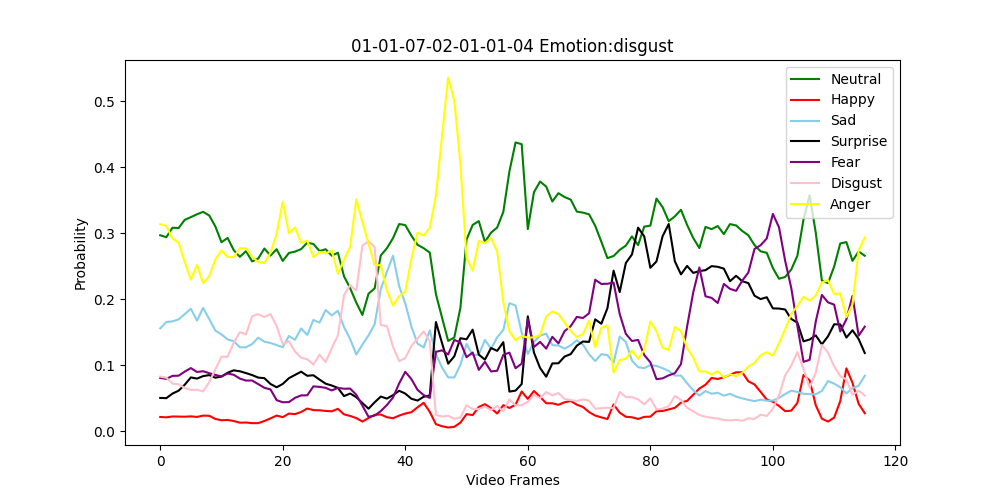 01-01-07-02-01-01-04 Emotion:disgust
Probability
0.5
0.4
0.3
0.2
0.1
0.0
Neutral
Happy
Sad
Surprise
Fear
Disgust
Anger
0 20 40 60 80 100 120
Video Frames